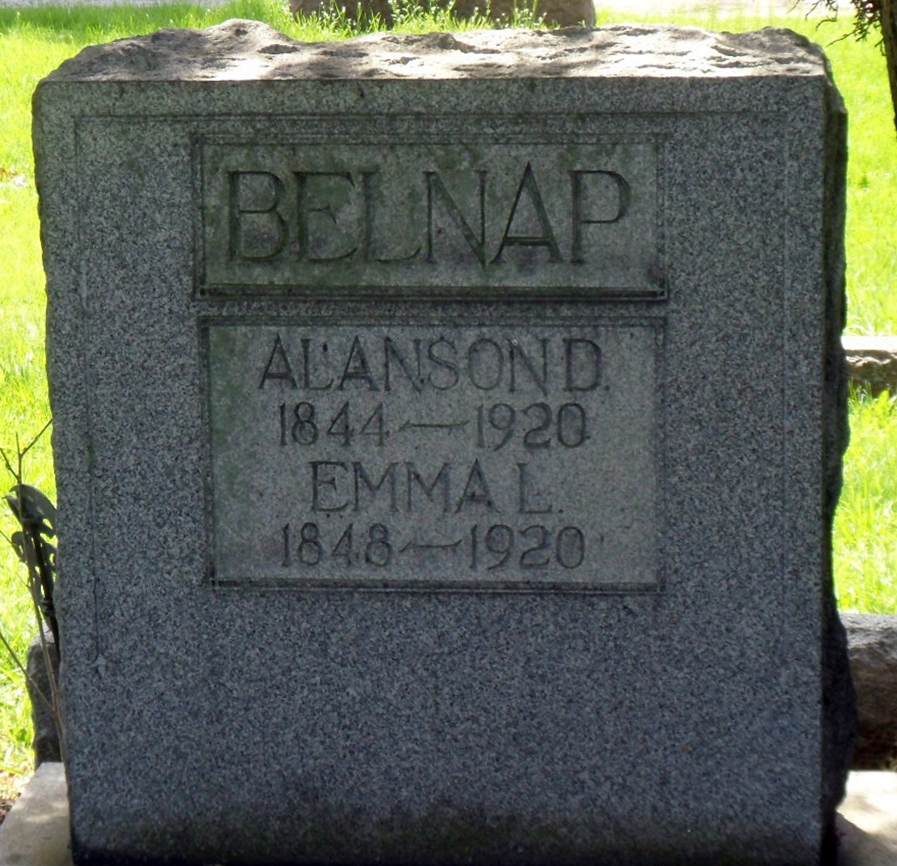 BELNAP
ALANSON D.
1844 — 1920
EMMA L.
1848 — 1920